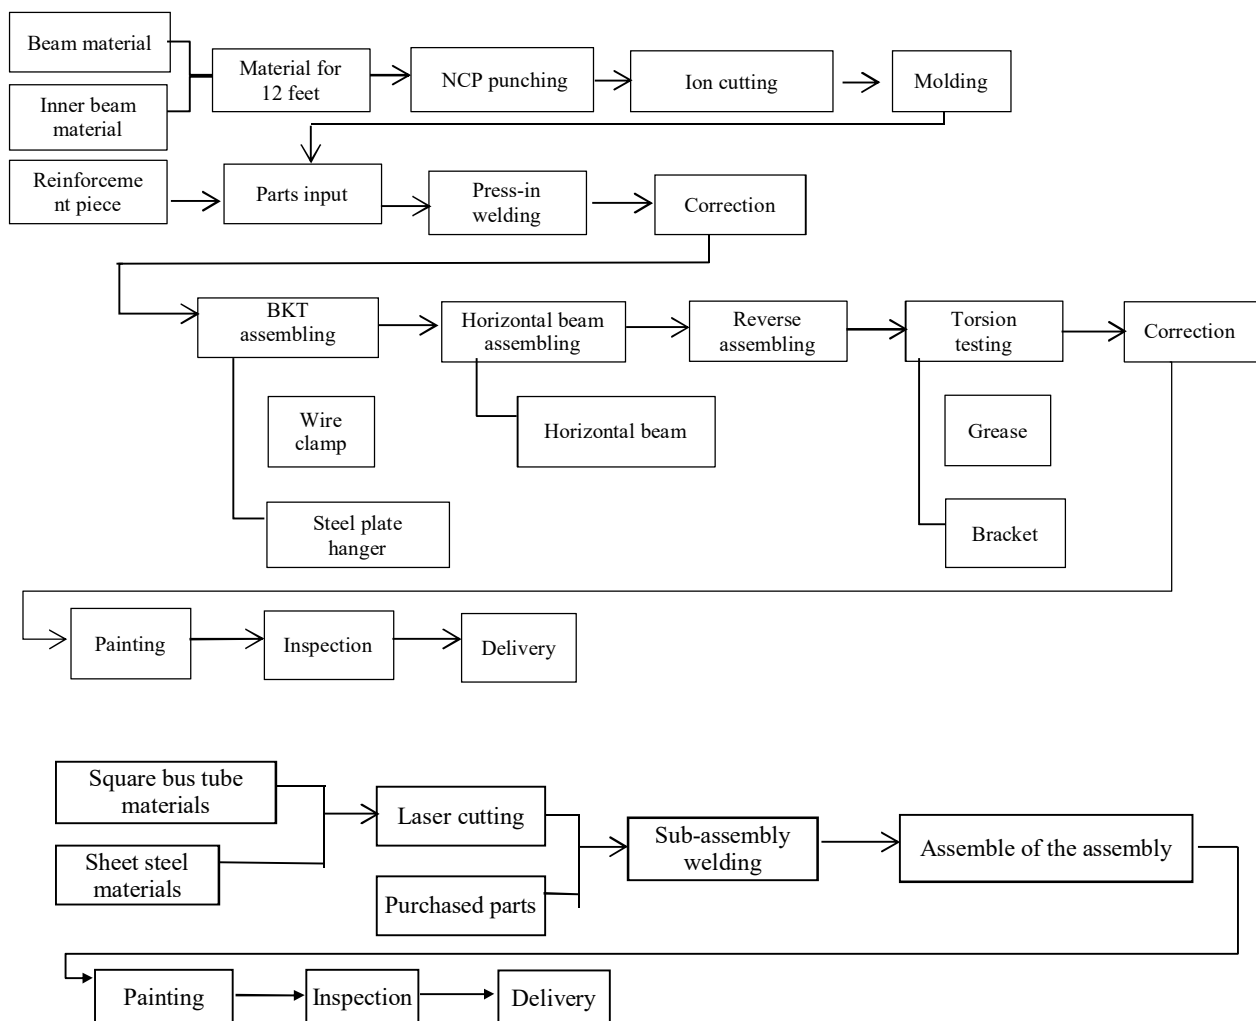 Beam material
Inner beam
material
Material for
12 feet
NCP punching
Ion cutting
Molding
Reinforceme
nt piece
Parts input
Press-in
welding
Correction
BKT
assembling
Horizontal beam
assembling
Reverse
assembling
Torsion
testing
Correction
Wire
clamp
Horizontal beam
Grease
Steel plate
hanger
Bracket
Painting
Inspection
Delivery
Square bus tube
materials
Sheet steel
materials
Laser cutting
Purchased parts
Sub-assembly
welding
Assemble of the assembly
Painting
Inspection
Delivery